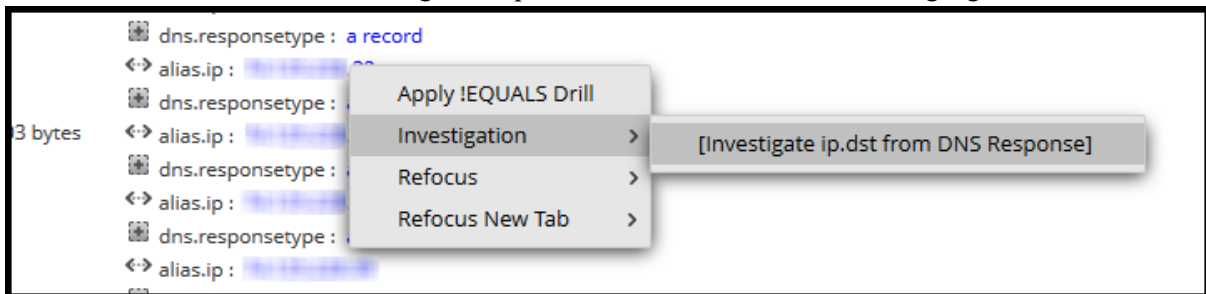 dns.responsetype : a record
alias.ip :
dns.responsetype :
Apply !EQUALS Drill
bytes
alias.ip :
Investigation
[Investigate ip.dst from DNS Response]
dns.responsetype :
Refocus
alias.ip :
Refocus New Tab
dns.responsetype :
alias.ip :